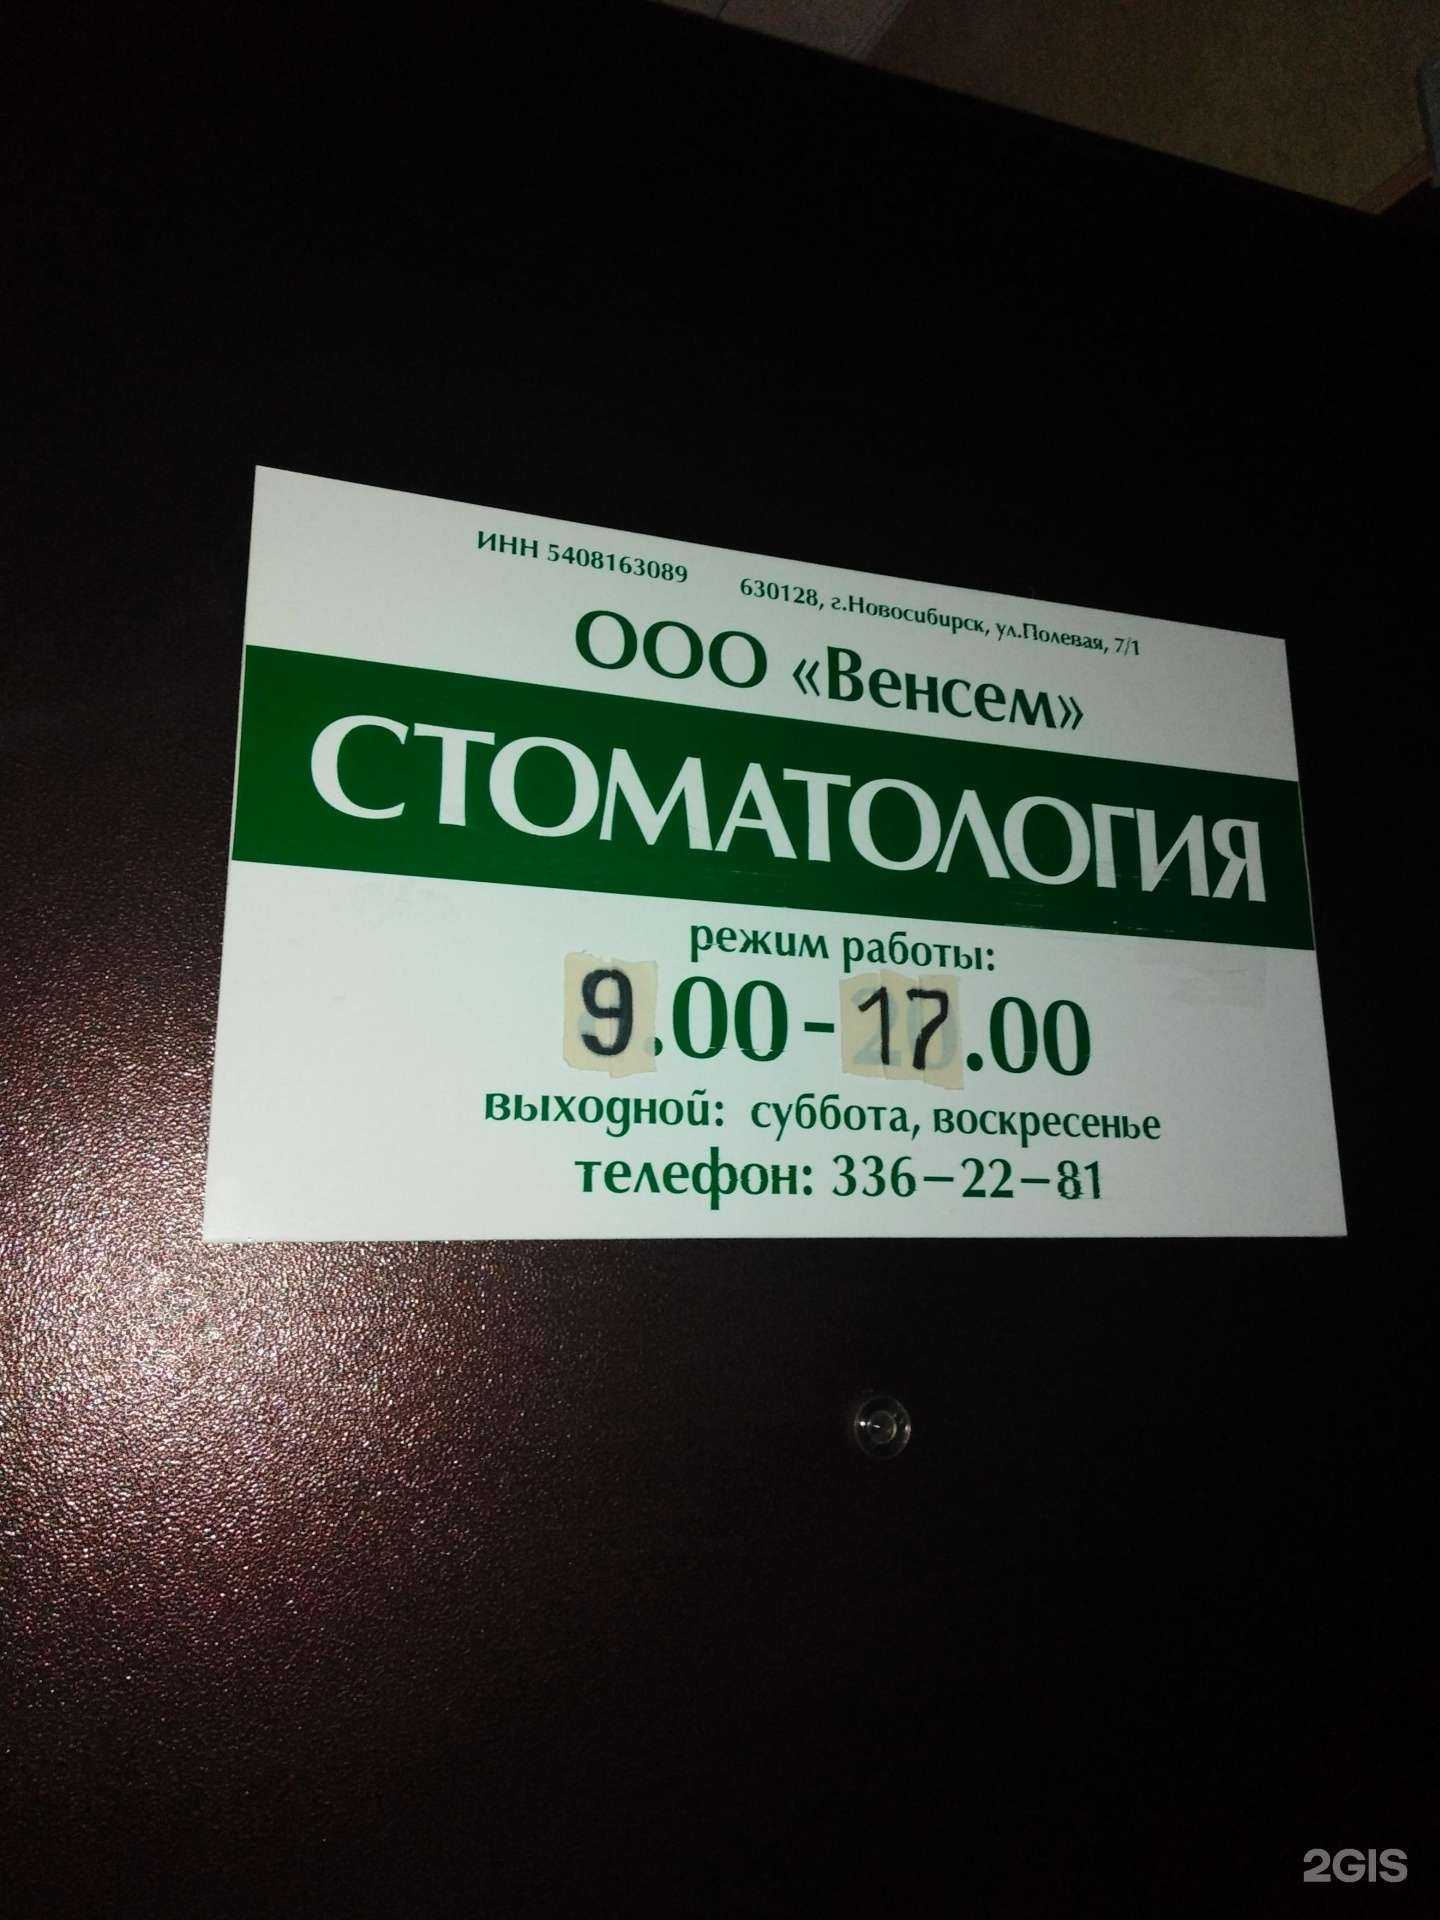 ИНН 5408163089 630128, г.Новосибирск, ул.Полевая, 7/1
ООО «Венсем»
СТОМАТОЛОГИЯ
режим работы:
9.00-17.00
выходной: суббота, воскресенье
телефон: 336-22-81
2GIS